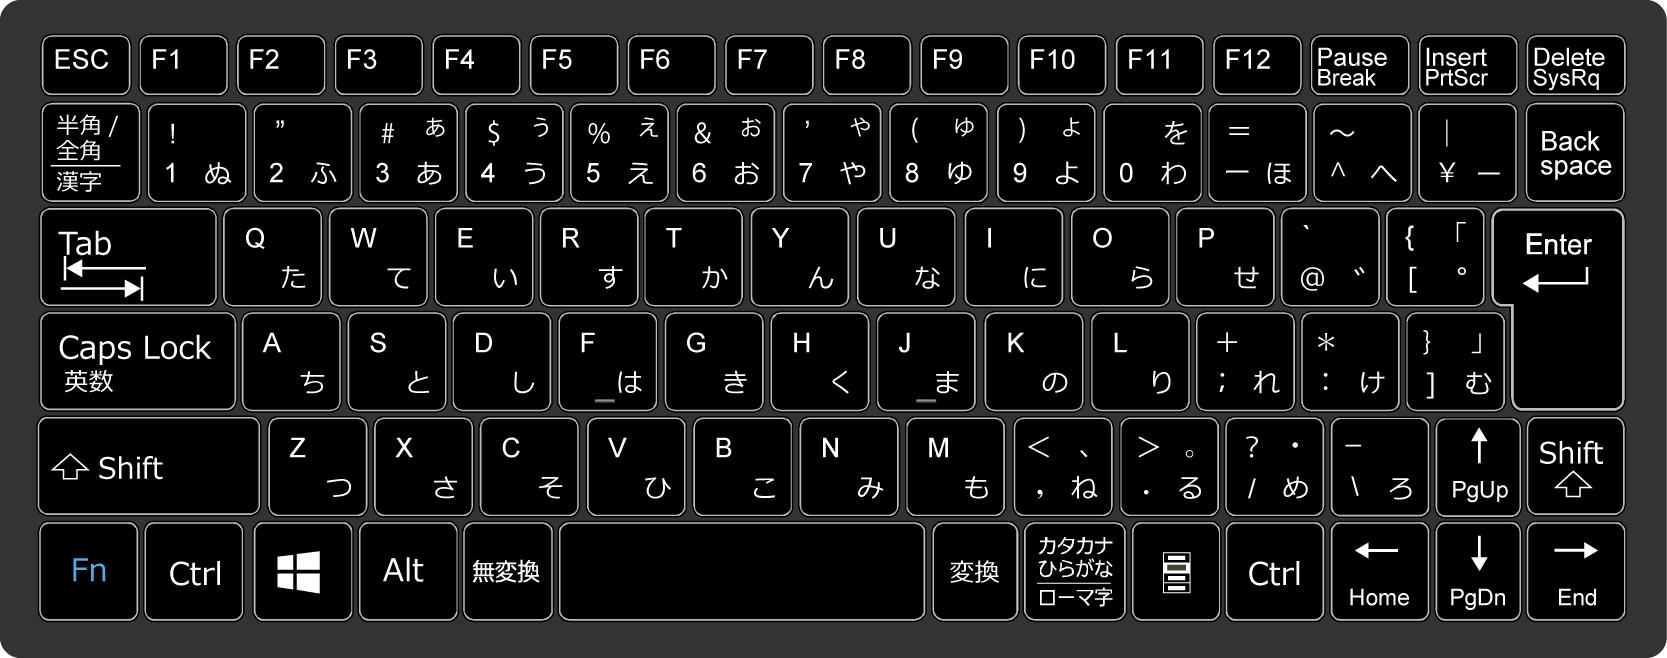 ESC F1 F2 F3 F4 F5 F6 F7 F8 F9 F10 F11 F12 Pause Insert Delete
Break PrtScr SysRq
半角 / ! ” # ぁ $ ぅ % ぇ & ぉ ’ ゃ ( ゅ ) ょ を = ～ | Back
全角 space
漢字 1 ぬ 2 ふ 3 あ 4 う 5 え 6 お 7 や 8 ゆ 9 よ 0 わ ー ほ ^ へ ¥ ー
Tab Q W E R T Y U I O P ` { 「 Enter
た て い す か ん な に ら せ @ ゛ [ °
Caps Lock A S D F G H J K L + * } 」
英数 ち と し _は き く _ま の り ; れ : け ] む
Shift Z X C V B N M < 、 > 。 ? ・ − Shift
つ さ そ ひ こ み も , ね . る / め \ ろ PgUp
Fn Ctrl Alt 無変換 変換 カタカナ Ctrl
ひらがな
ローマ字 Home PgDn End